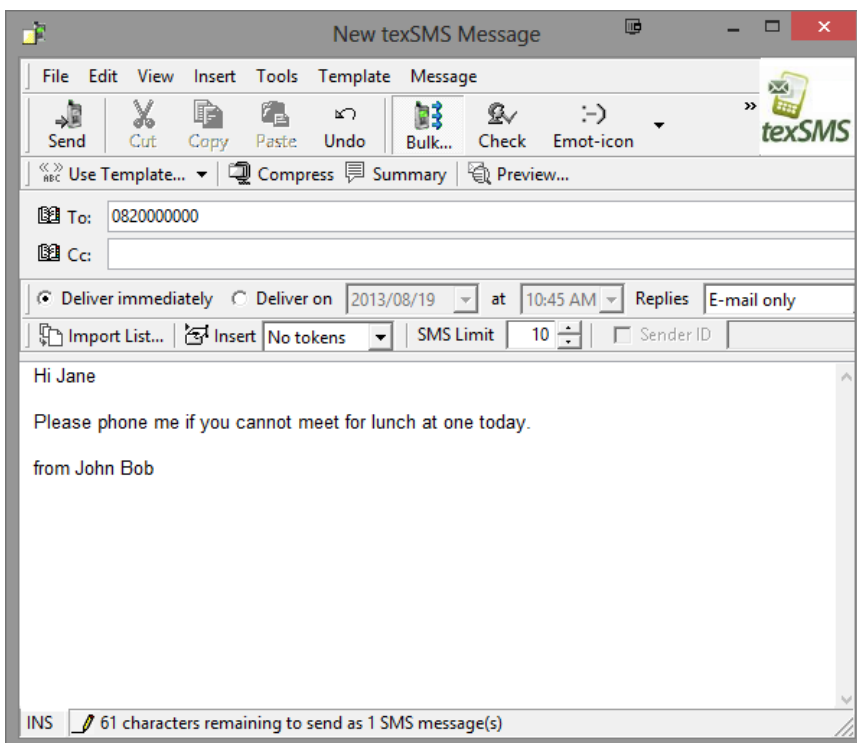 New texSMS Message
File Edit View Insert Tools Template Message
Send Cut Copy Paste Undo Bulk... Check Emot-icon »
texSMS
« » ABC Use Template... Compress Summary Preview...
To: 0820000000
Cc:
Deliver immediately Deliver on 2013/08/19 at 10:45 AM Replies E-mail only
Import List... Insert No tokens SMS Limit 10 Sender ID
Hi Jane
Please phone me if you cannot meet for lunch at one today.
from John Bob
INS 61 characters remaining to send as 1 SMS message(s)